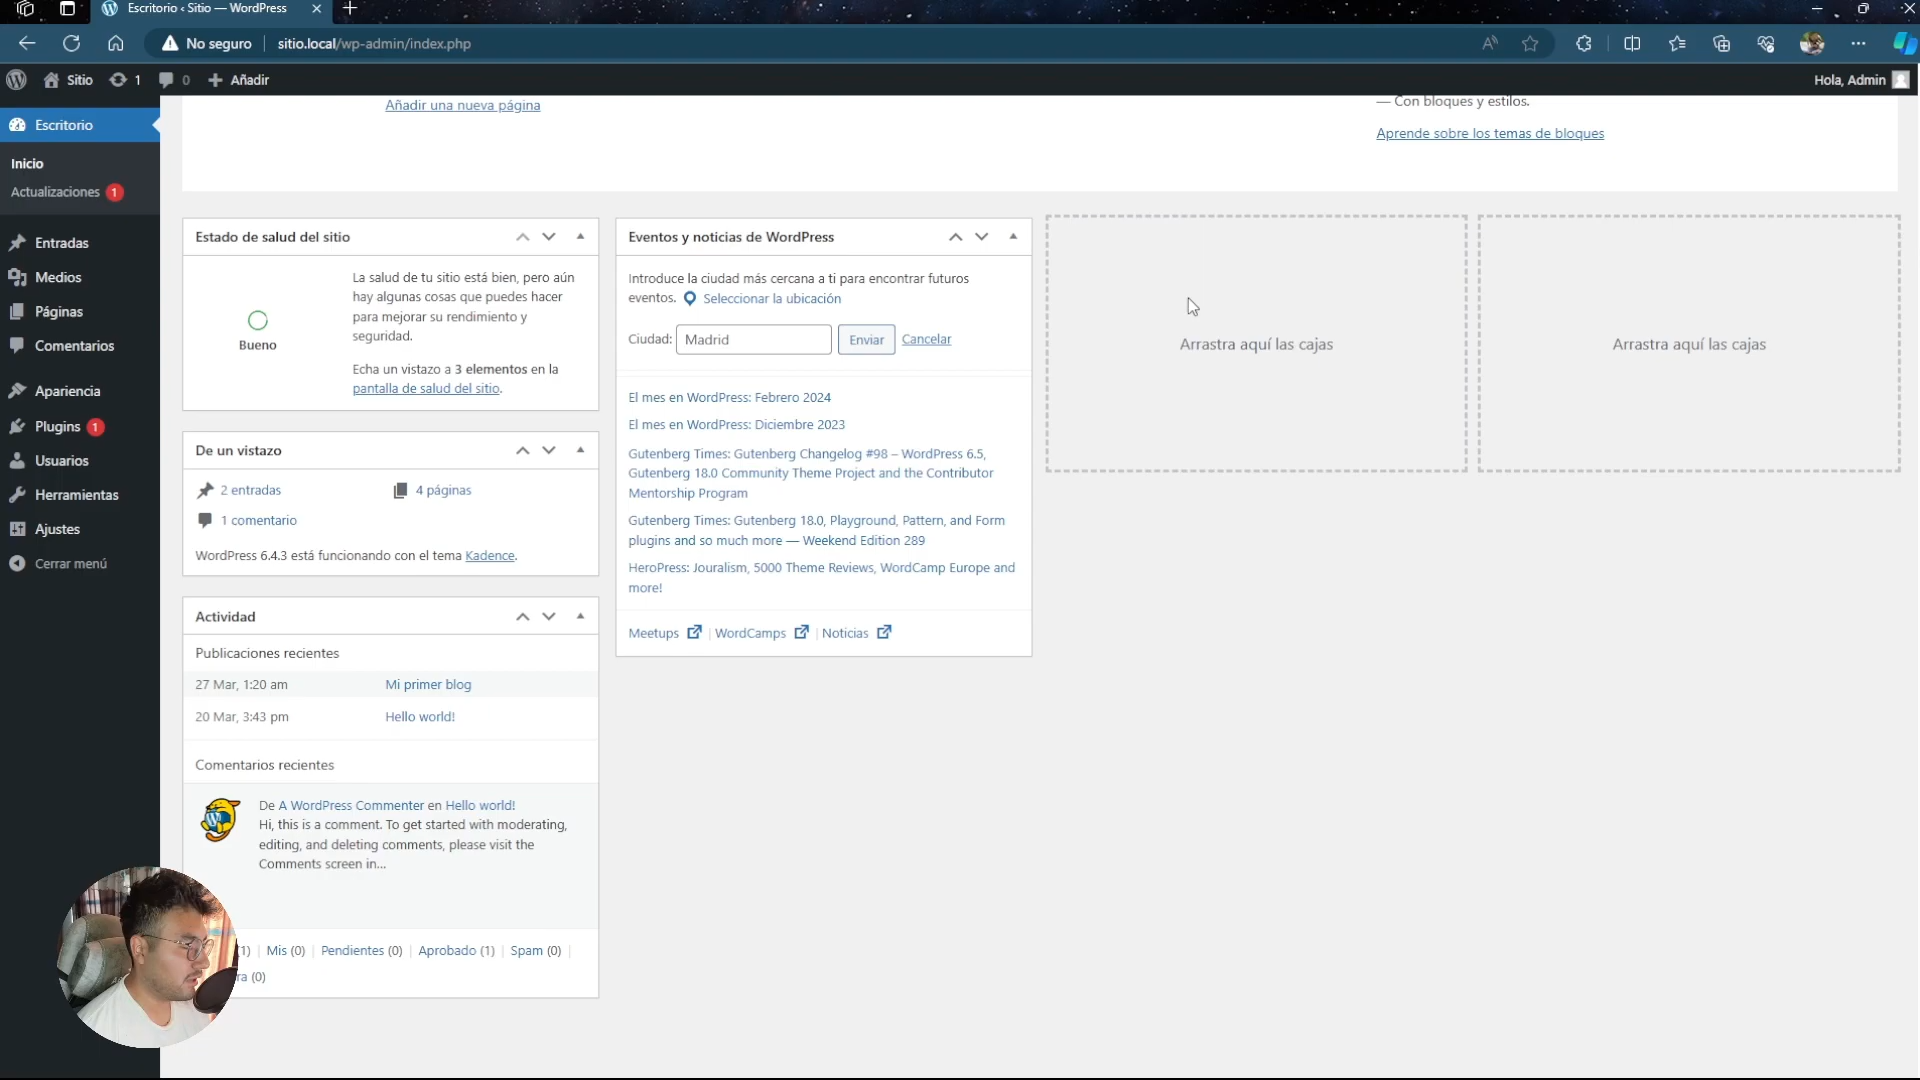 Escritorio ‹ Sitio — WordPress
No seguro
sitio.local/wp-admin/index.php
Sitio
1
0
Añadir
Hola, Admin
Escritorio
Inicio
Actualizaciones 1
Entradas
Medios
Páginas
Comentarios
Apariencia
Plugins 1
Usuarios
Herramientas
Ajustes
Cerrar menú
Añadir una nueva página
— Con bloques y estilos.
Aprende sobre los temas de bloques
Estado de salud del sitio
Bueno
La salud de tu sitio está bien, pero aún
hay algunas cosas que puedes hacer
para mejorar su rendimiento y
seguridad.
Echa un vistazo a 3 elementos en la
pantalla de salud del sitio.
De un vistazo
2 entradas
4 páginas
1 comentario
WordPress 6.4.3 está funcionando con el tema Kadence.
Actividad
Publicaciones recientes
27 Mar, 1:20 am
Mi primer blog
20 Mar, 3:43 pm
Hello world!
Comentarios recientes
De A WordPress Commenter en Hello world!
Hi, this is a comment. To get started with moderating,
editing, and deleting comments, please visit the
Comments screen in…
(1) | Mis (0) | Pendientes (0) | Aprobado (1) | Spam (0) |
(0)
Eventos y noticias de WordPress
Introduce la ciudad más cercana a ti para encontrar futuros
eventos. Seleccionar la ubicación
Ciudad: Madrid Enviar Cancelar
El mes en WordPress: Febrero 2024
El mes en WordPress: Diciembre 2023
Gutenberg Times: Gutenberg Changelog #98 – WordPress 6.5,
Gutenberg 18.0 Community Theme Project and the Contributor
Mentorship Program
Gutenberg Times: Gutenberg 18.0, Playground, Pattern, and Form
plugins and so much more — Weekend Edition 289
HeroPress: Jouralism, 5000 Theme Reviews, WordCamp Europe and
more!
Meetups | WordCamps | Noticias
Arrastra aquí las cajas
Arrastra aquí las cajas